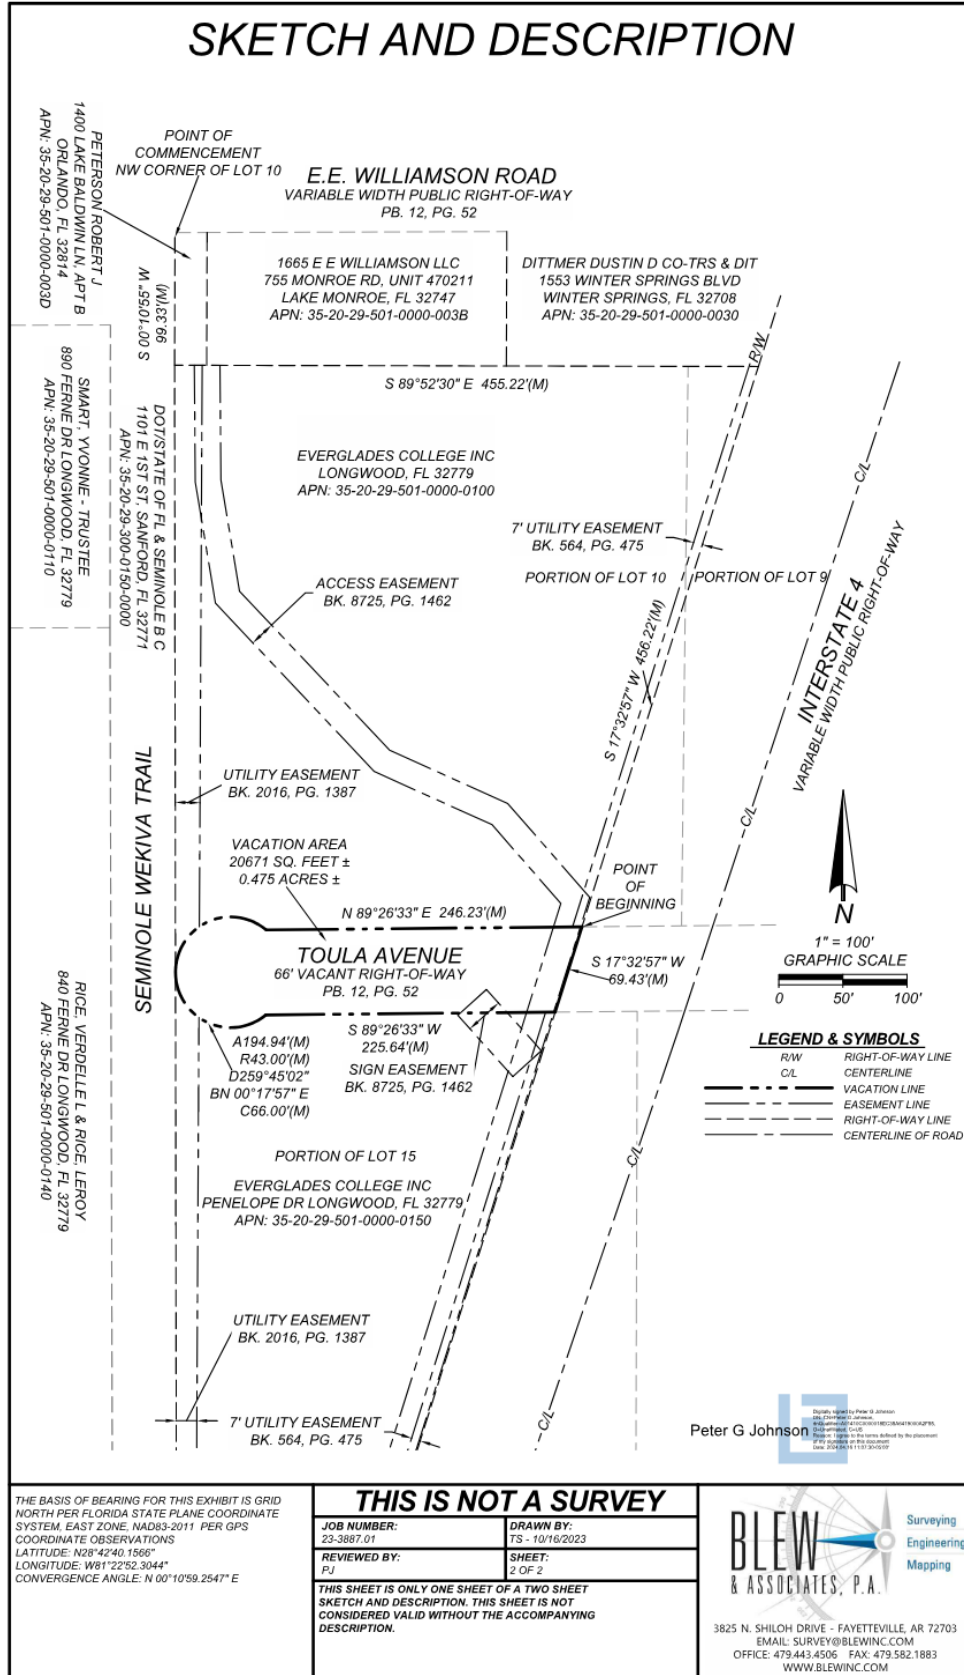 SKETCH AND DESCRIPTION
PETERSON ROBERT J
1400 LAKE BALDWIN LN, APT B
ORLANDO, FL 32814
APN: 35-20-29-501-0000-003D
POINT OF
COMMENCEMENT
NW CORNER OF LOT 10
E.E. WILLIAMSON ROAD
VARIABLE WIDTH PUBLIC RIGHT-OF-WAY
PB. 12, PG. 52
1665 E E WILLIAMSON LLC
755 MONROE RD, UNIT 470211
LAKE MONROE, FL 32747
APN: 35-20-29-501-0000-003B
DITTMER DUSTIN D CO-TRS & DIT
1553 WINTER SPRINGS BLVD
WINTER SPRINGS, FL 32708
APN: 35-20-29-501-0000-0030
S 00°10'55" W
99.33'(M)
R/W
S 89°52'30" E 455.22'(M)
SMART, YVONNE - TRUSTEE
890 FERNE DR LONGWOOD, FL 32779
APN: 35-20-29-501-0000-0110
DOT/STATE OF FL & SEMINOLE B C
1101 E 1ST ST, SANFORD, FL 32771
APN: 35-20-29-300-0150-0000
EVERGLADES COLLEGE INC
LONGWOOD, FL 32779
APN: 35-20-29-501-0000-0100
C/L
7' UTILITY EASEMENT
BK. 564, PG. 475
PORTION OF LOT 10
PORTION OF LOT 9
ACCESS EASEMENT
BK. 8725, PG. 1462
INTERSTATE 4
VARIABLE WIDTH PUBLIC RIGHT-OF-WAY
S 17°32'57" W 456.22'(M)
SEMINOLE WEKIVA TRAIL
UTILITY EASEMENT
BK. 2016, PG. 1387
C/L
VACATION AREA
20671 SQ. FEET ±
0.475 ACRES ±
POINT
OF
BEGINNING
N 89°26'33" E 246.23'(M)
N
TOULA AVENUE
66' VACANT RIGHT-OF-WAY
PB. 12, PG. 52
S 17°32'57" W
69.43'(M)
1" = 100'
GRAPHIC SCALE
0 50' 100'
RICE, VERDELLE L & RICE, LEROY
840 FERNE DR LONGWOOD, FL 32779
APN: 35-20-29-501-0000-0140
A194.94'(M)
R43.00'(M)
D259°45'02"
BN 00°17'57" E
C66.00'(M)
S 89°26'33" W
225.64'(M)
SIGN EASEMENT
BK. 8725, PG. 1462
LEGEND & SYMBOLS
R/W RIGHT-OF-WAY LINE
C/L CENTERLINE
VACATION LINE
EASEMENT LINE
RIGHT-OF-WAY LINE
CENTERLINE OF ROAD
C/L
PORTION OF LOT 15
EVERGLADES COLLEGE INC
PENELOPE DR LONGWOOD, FL 32779
APN: 35-20-29-501-0000-0150
UTILITY EASEMENT
BK. 2016, PG. 1387
7' UTILITY EASEMENT
BK. 564, PG. 475
C/L
Peter G Johnson
Digitally signed by Peter G Johnson
THE BASIS OF BEARING FOR THIS EXHIBIT IS GRID
NORTH PER FLORIDA STATE PLANE COORDINATE
SYSTEM, EAST ZONE, NAD83-2011 PER GPS
COORDINATE OBSERVATIONS
LATITUDE: N28°42'40.1566"
LONGITUDE: W81°22'52.3044"
CONVERGENCE ANGLE: N 00°10'59.2547" E
THIS IS NOT A SURVEY
JOB NUMBER:
23-3887.01
DRAWN BY:
TS - 10/16/2023
REVIEWED BY:
PJ
SHEET:
2 OF 2
THIS SHEET IS ONLY ONE SHEET OF A TWO SHEET
SKETCH AND DESCRIPTION. THIS SHEET IS NOT
CONSIDERED VALID WITHOUT THE ACCOMPANYING
DESCRIPTION.
BLEW
& ASSOCIATES, P.A.
Surveying
Engineering
Mapping
3825 N. SHILOH DRIVE - FAYETTEVILLE, AR 72703
EMAIL: SURVEY@BLEWINC.COM
OFFICE: 479.443.4506 FAX: 479.582.1883
WWW.BLEWINC.COM